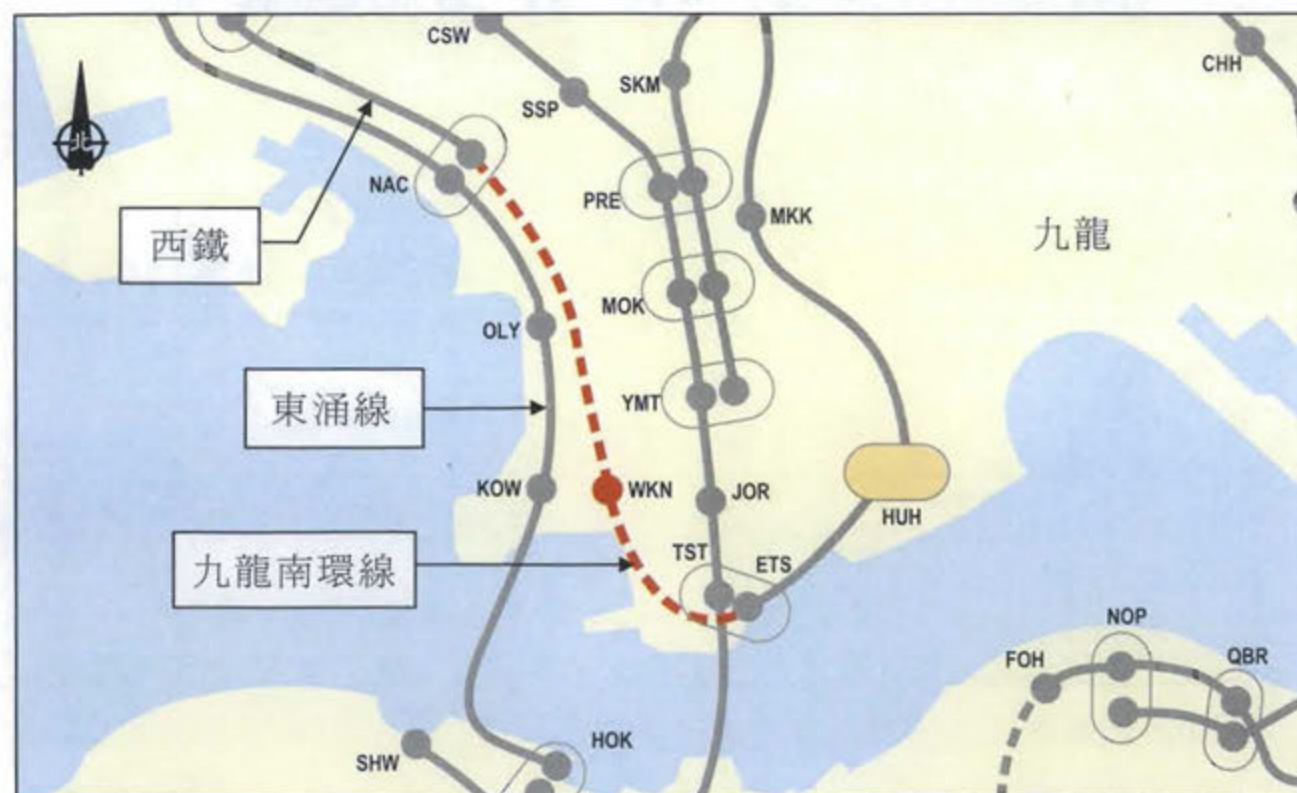 CSW
SKM
CHH
SSP
北
NAC
PRE
MKK
西鐵
九龍
MOK
OLY
東涌線
YMT
KOW
WKN
JOR
HUH
TST
ETS
九龍南環線
NOP
FOH
QBR
HOK
SHW